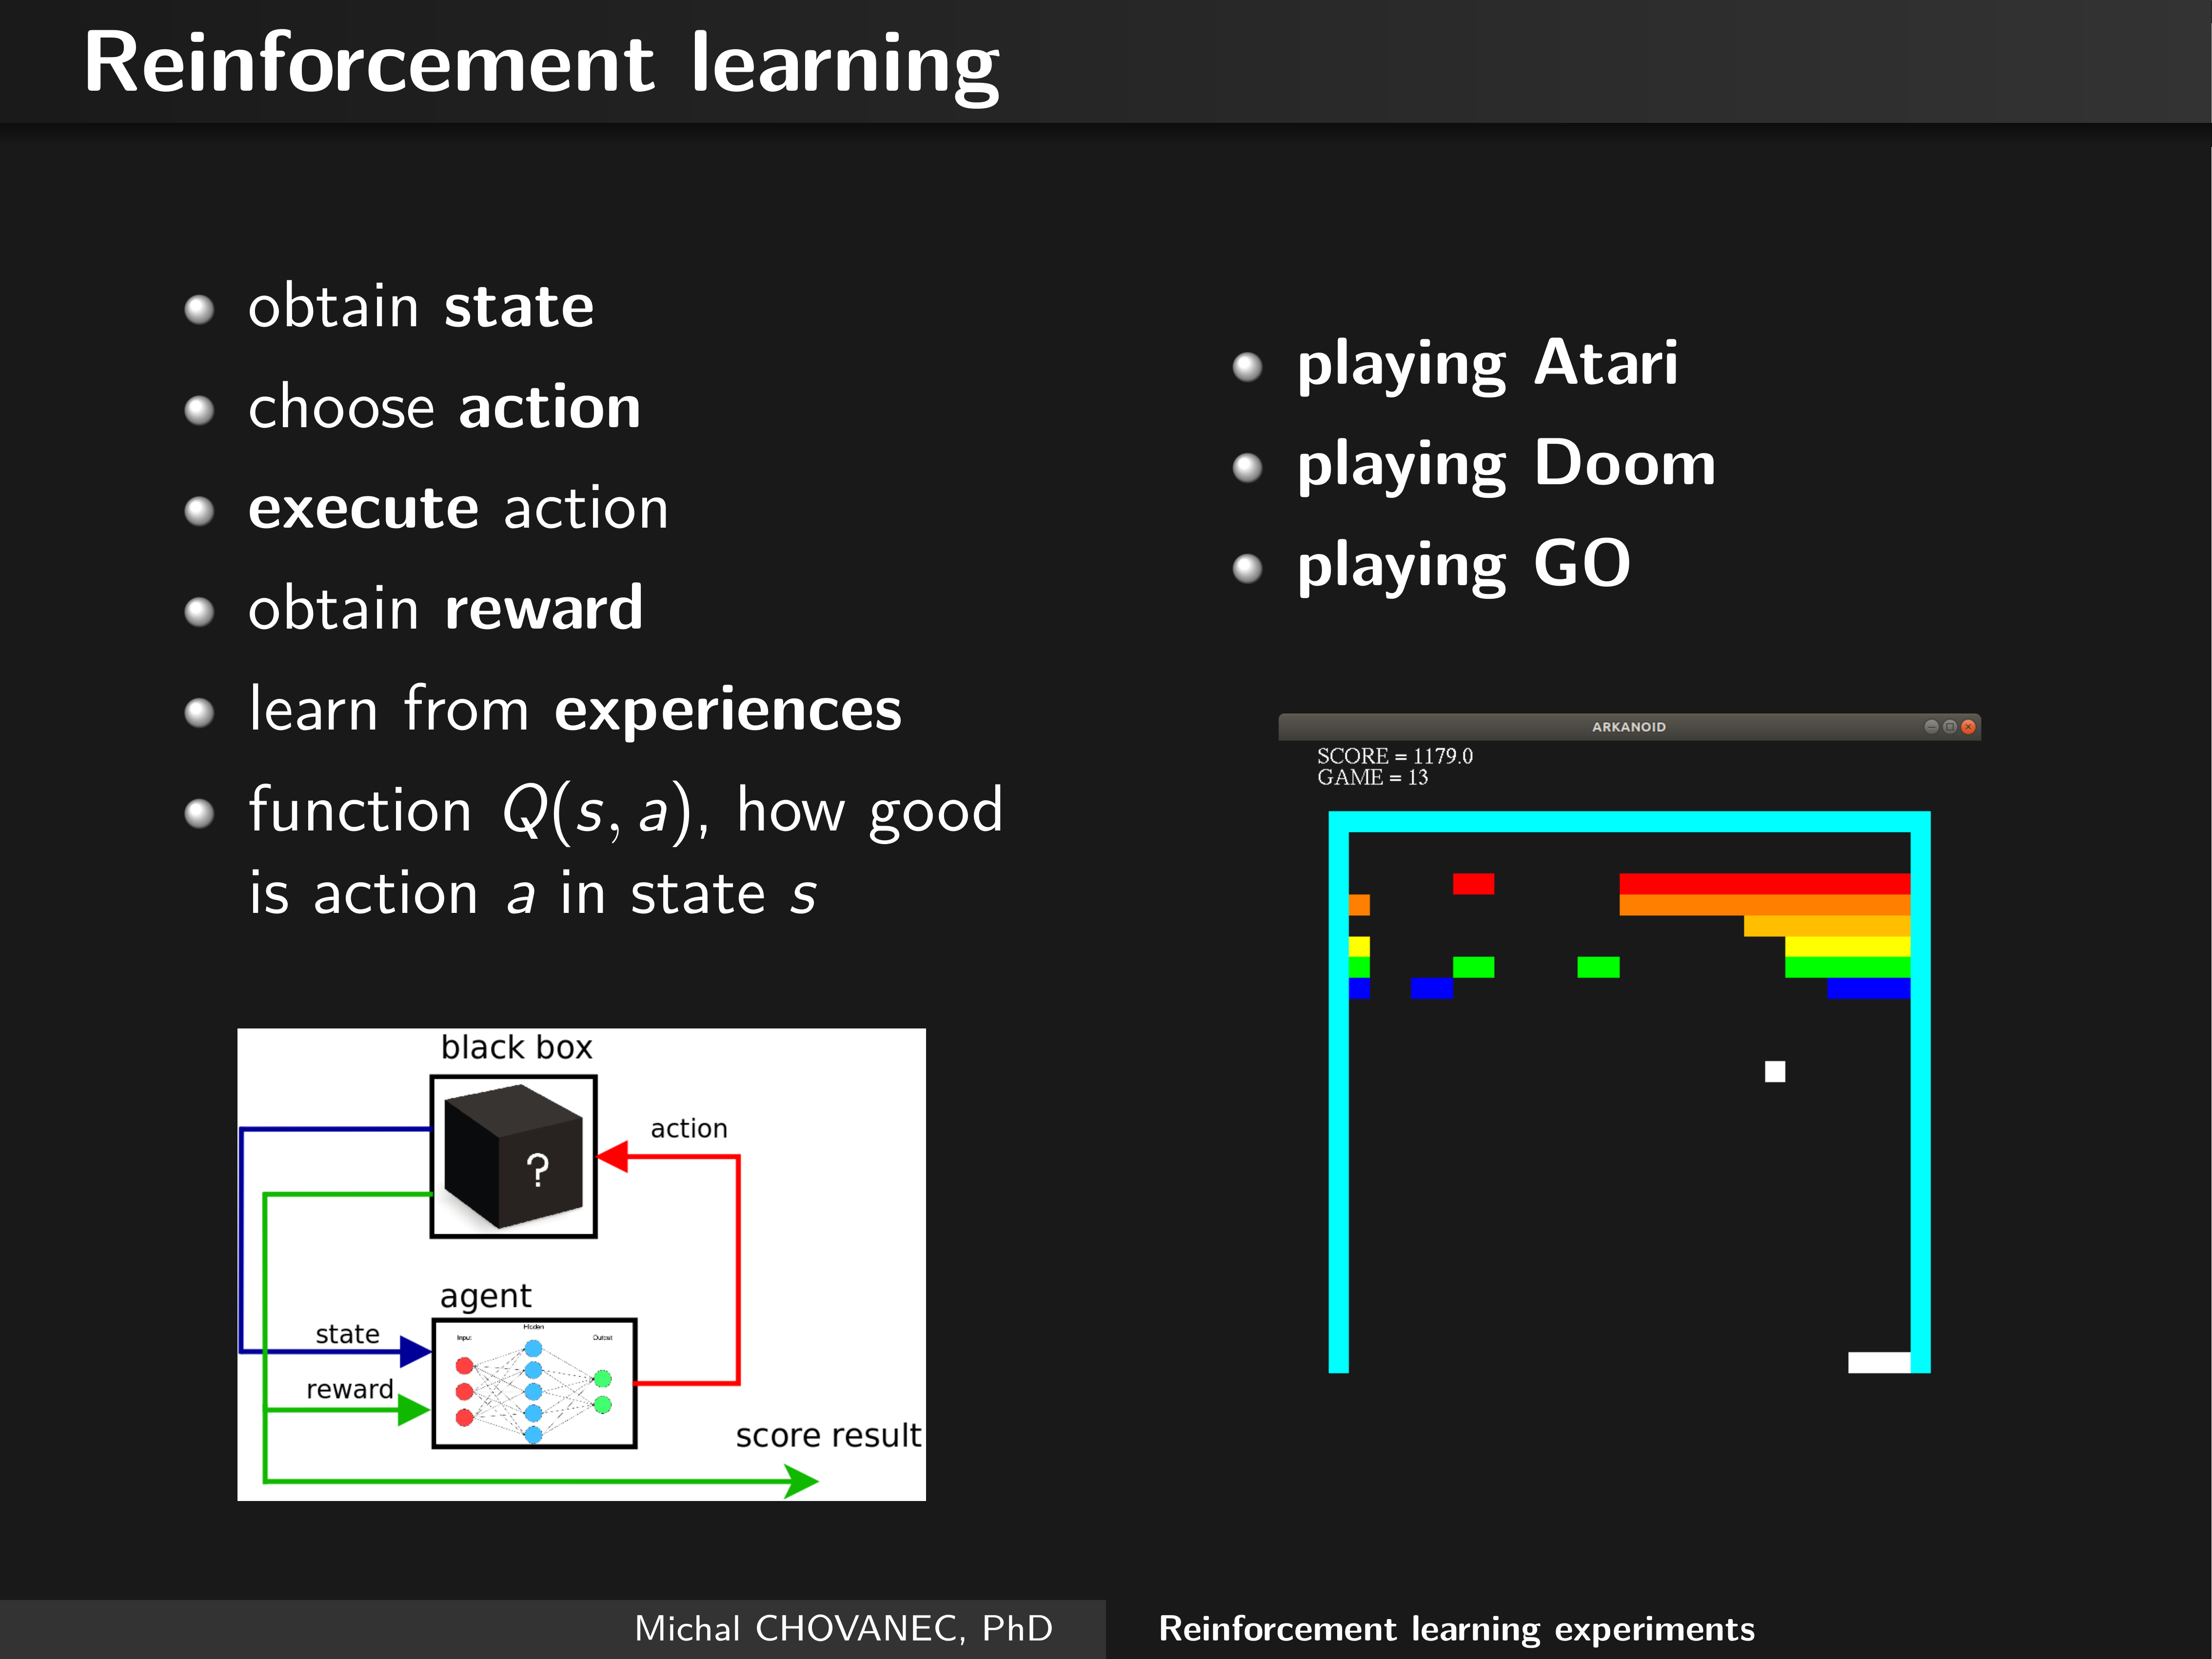 Reinforcement learning
obtain state
choose action
execute action
obtain reward
learn from experiences
function Q(s, a), how good
is action a in state s
playing Atari
playing Doom
playing GO
ARKANOID
SCORE = 1179.0
GAME = 13
black box
?
action
agent
Input
Hidden
Output
state
reward
score result
Michal CHOVANEC, PhD
Reinforcement learning experiments